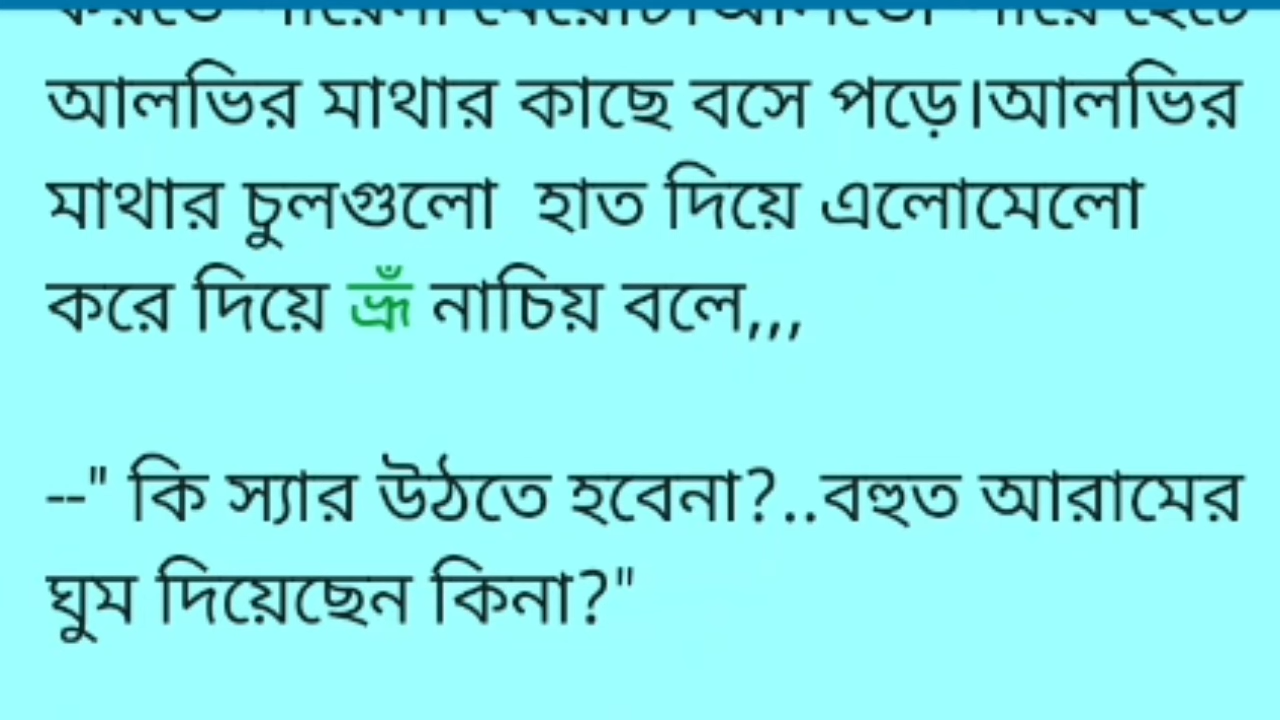 আলভির মাথার কাছে বসে পড়ে।আলভির
মাথার চুলগুলো হাত দিয়ে এলোমেলো
করে দিয়ে ভ্রূঁ নাচিয় বলে,,,
--" কি স্যার উঠতে হবেনা?..বহুত আরামের
ঘুম দিয়েছেন কিনা?"